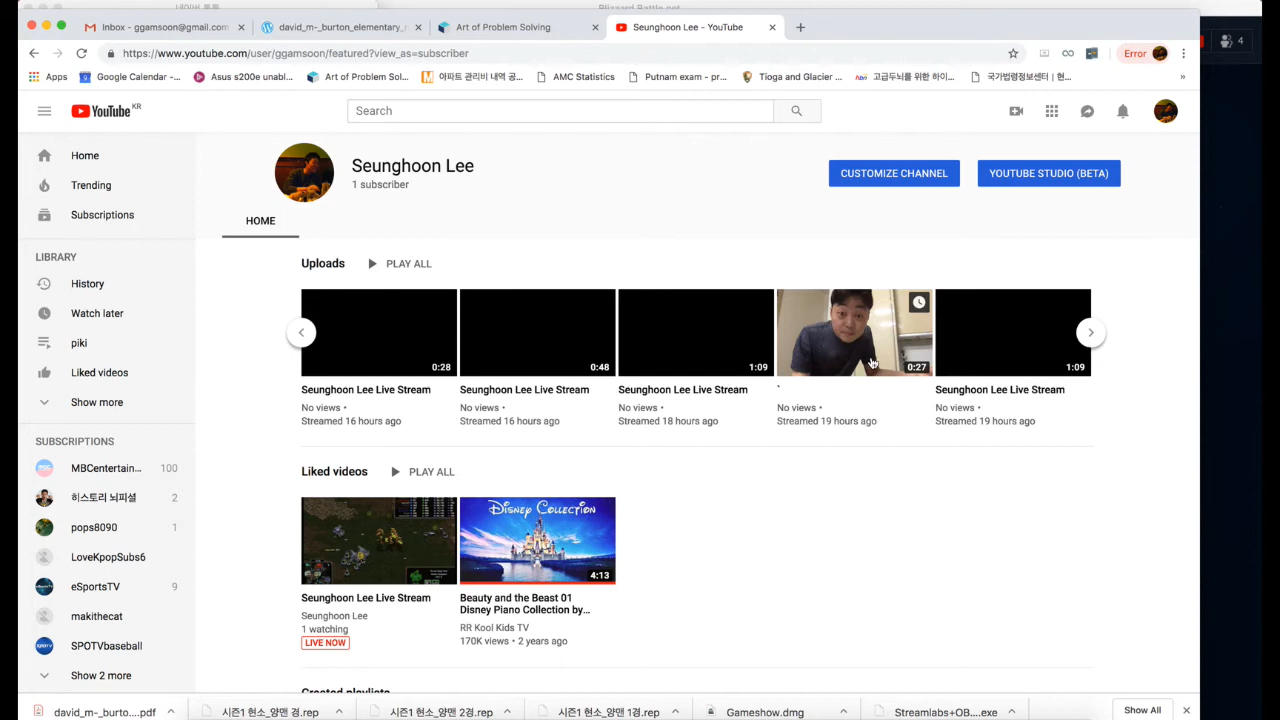 Blizzard Battle.net
Inbox - ggamsoon@gmail.com
david_m-_burton_elementary_
Art of Problem Solving
Seunghoon Lee - YouTube
https://www.youtube.com/user/ggamsoon/featured?view_as=subscriber
Error
4
Apps
Google Calendar -...
Asus s200e unabl...
Art of Problem Sol...
아파트 관리비 내역 공...
AMC Statistics
Putnam exam - pr...
Tioga and Glacier ...
고급두뇌를 위한 하이...
국가법령정보센터 | 현...
»
YouTube KR
Search
Home
Trending
Subscriptions
LIBRARY
History
Watch later
piki
Liked videos
Show more
SUBSCRIPTIONS
MBCentertain... 100
히스토리 뇌피셜 2
pops8090 1
LoveKpopSubs6
eSportsTV 9
makithecat
SPOTVbaseball
Show 2 more
Seunghoon Lee
1 subscriber
CUSTOMIZE CHANNEL
YOUTUBE STUDIO (BETA)
HOME
Uploads
PLAY ALL
0:28
Seunghoon Lee Live Stream
No views •
Streamed 16 hours ago
0:48
Seunghoon Lee Live Stream
No views •
Streamed 16 hours ago
1:09
Seunghoon Lee Live Stream
No views •
Streamed 18 hours ago
0:27
`
No views •
Streamed 19 hours ago
1:09
Seunghoon Lee Live Stream
No views •
Streamed 19 hours ago
Liked videos
PLAY ALL
Seunghoon Lee Live Stream
Seunghoon Lee
1 watching
LIVE NOW
Disney Collection
4:13
Beauty and the Beast 01
Disney Piano Collection by...
RR Kool Kids TV
170K views • 2 years ago
Created playlists
david_m-_burto....pdf
시즌1 현소_양맨 경.rep
시즌1 현소_양맨 2경.rep
시즌1 현소_양맨 1경.rep
Gameshow.dmg
Streamlabs+OB....exe
Show All